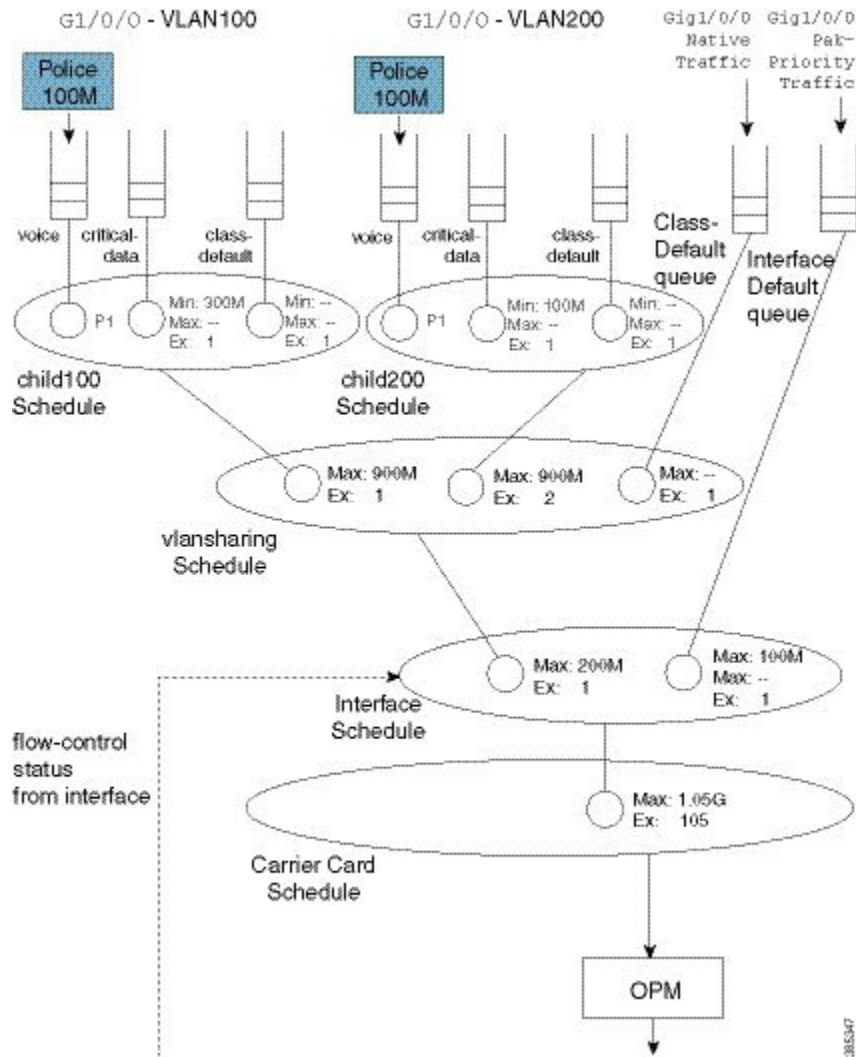 G1/0/0 - VLAN100
G1/0/0 - VLAN200
Gig1/0/0
Native
Traffic
Gig1/0/0
Pak-
Priority
Traffic
Police
100M
Police
100M
voice
critical-
data
class-
default
voice
critical-
data
class-
default
Class-
Default
queue
Interface
Default
queue
P1
Min: 300M
Max: --
Ex: 1
Min: --
Max: --
Ex: 1
P1
Min: 100M
Max: --
Ex: 1
Min: --
Max: --
Ex: 1
child100
Schedule
child200
Schedule
Max: 900M
Ex: 1
Max: 900M
Ex: 2
Max: --
Ex: 1
vlansharing
Schedule
Max: 200M
Ex: 1
Max: 100M
Max: --
Ex: 1
Interface
Schedule
flow-control
status
from interface
Max: 1.05G
Ex: 105
Carrier Card
Schedule
OPM
385347